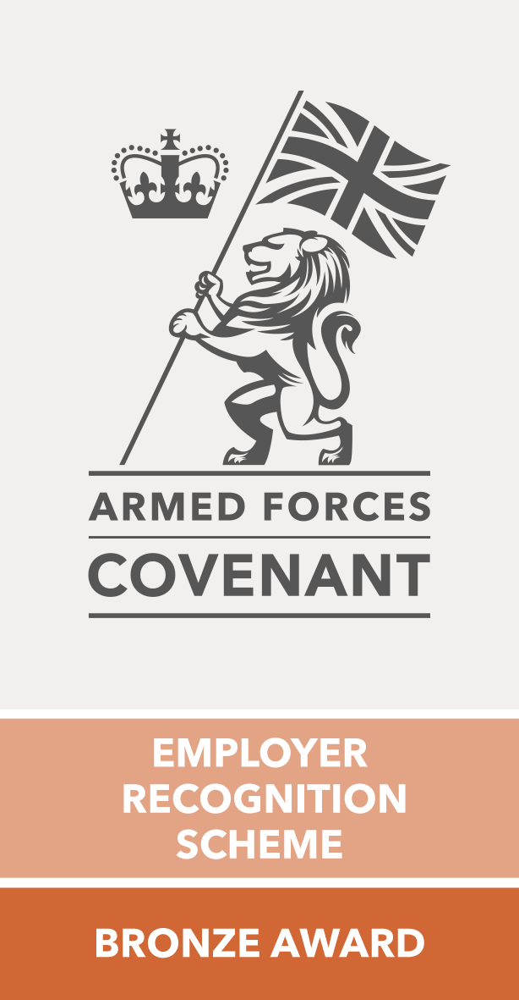 ARMED FORCES
COVENANT
EMPLOYER
RECOGNITION
SCHEME
BRONZE AWARD